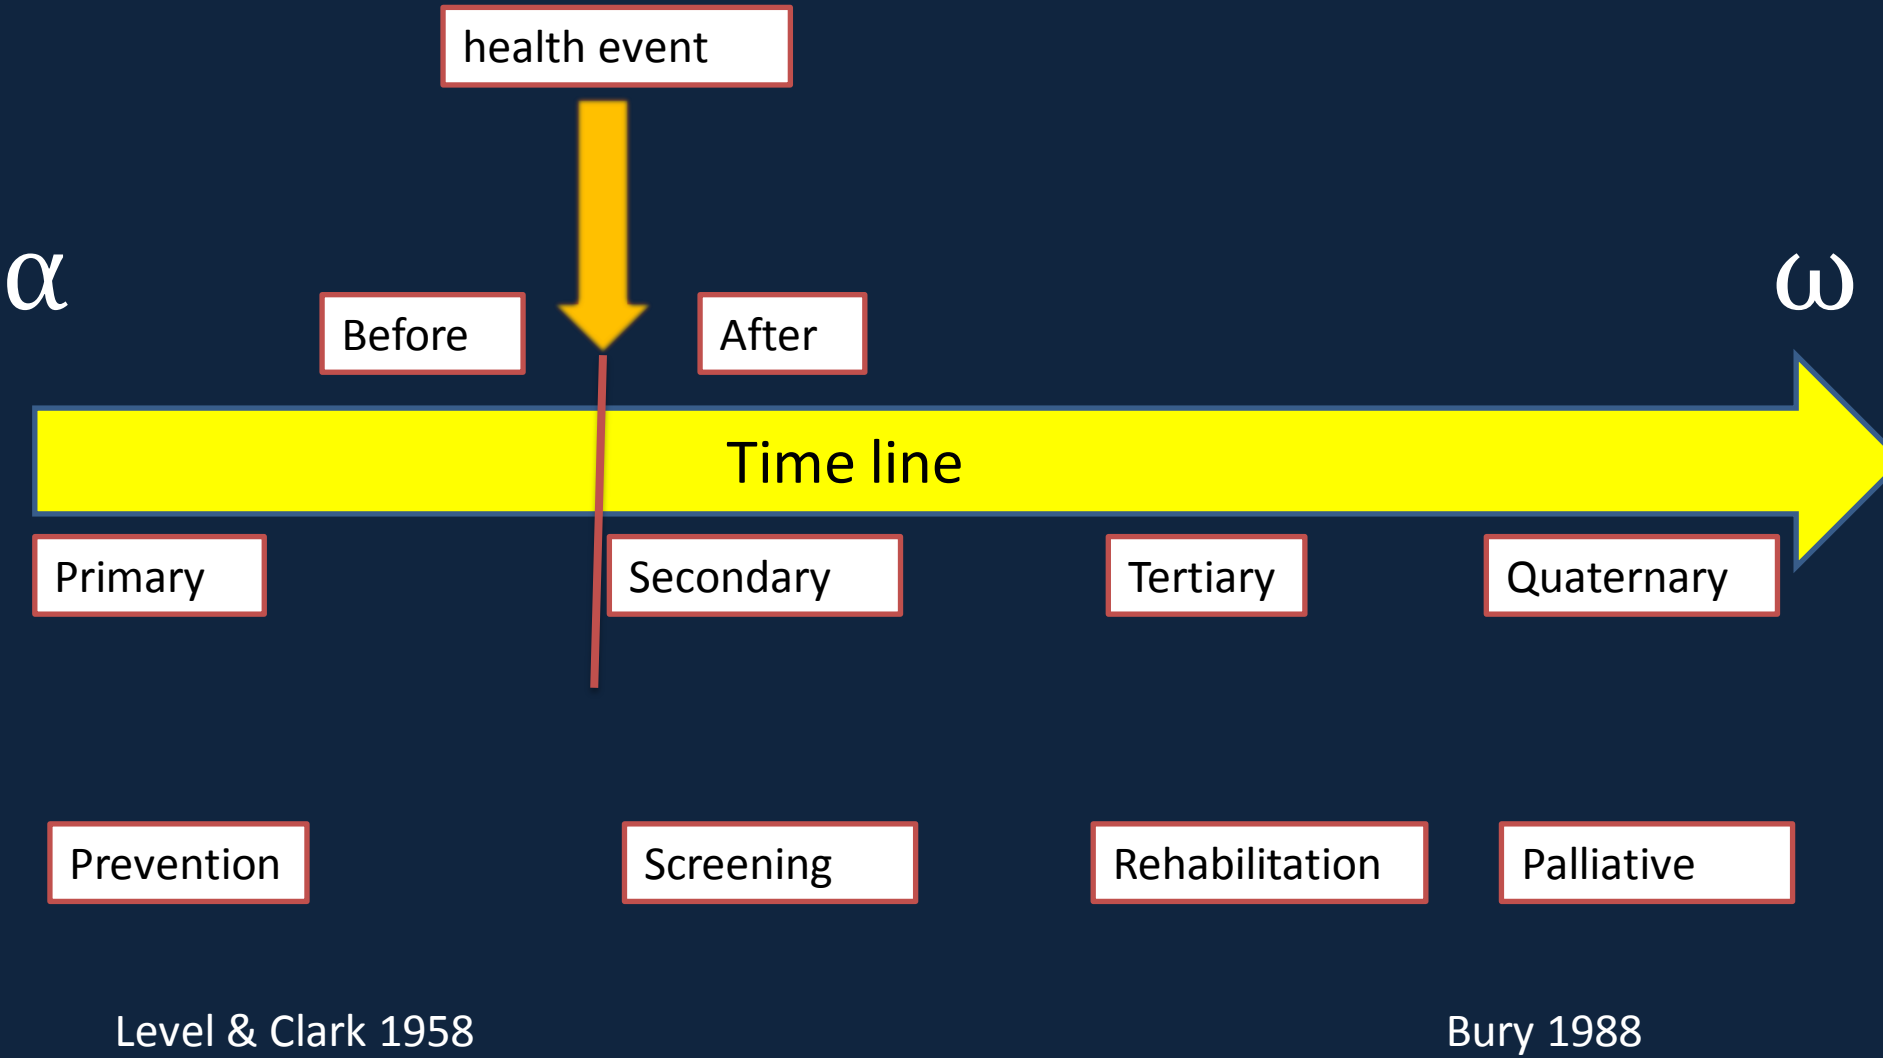 health event
α
ω
Before
After
Time line
Primary
Secondary
Tertiary
Quaternary
Prevention
Screening
Rehabilitation
Palliative
Level & Clark 1958
Bury 1988